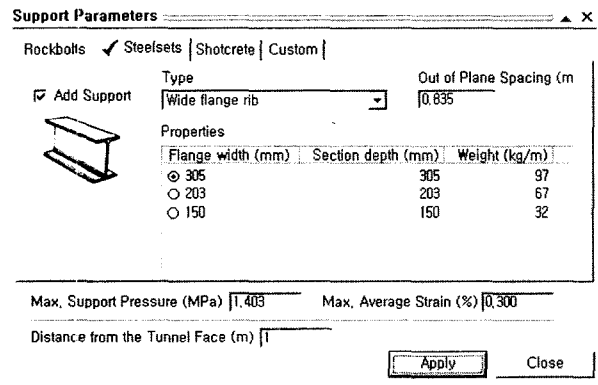 Support Parameters
Rockbolts Steelsets Shotcrete Custom
Type Out of Plane Spacing (m
Add Support Wide flange rib 0.835
Properties
Flange width (mm) Section depth (mm) Weight (kg/m)
305 305 97
203 203 67
150 150 32
Max. Support Pressure (MPa) 1.403 Max. Average Strain (%) 0.300
Distance from the Tunnel Face (m) 1
Apply Close